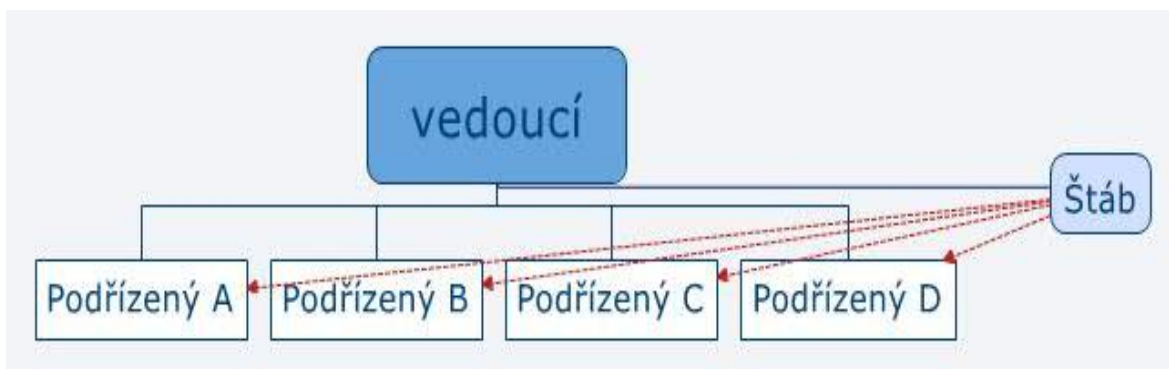 vedoucí
Štáb
Podřízený A
Podřízený B
Podřízený C
Podřízený D